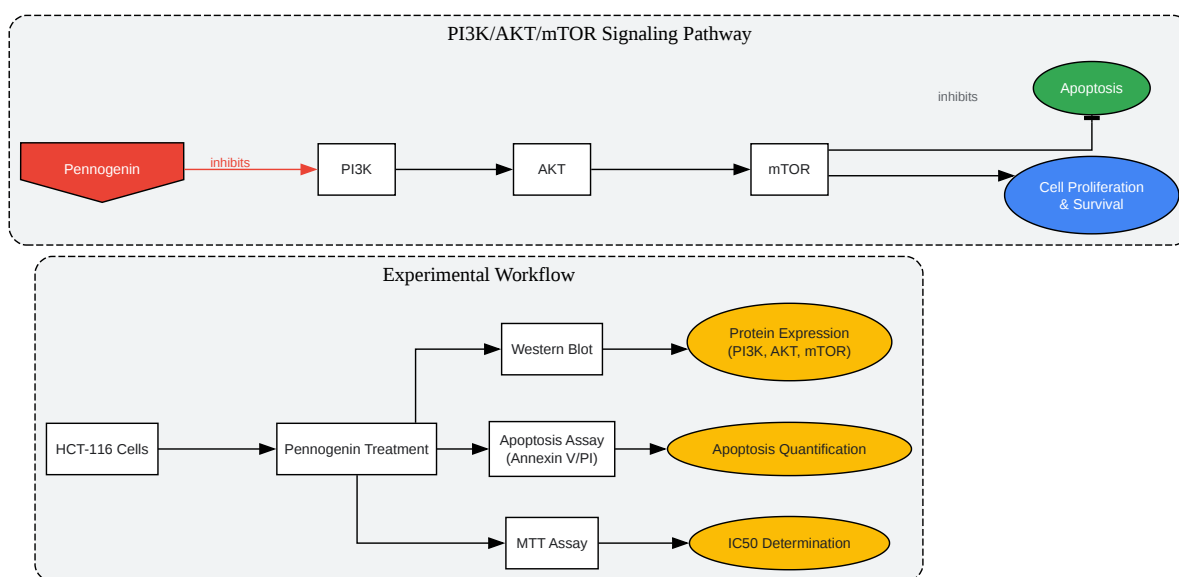 PI3K/AKT/mTOR Signaling Pathway
inhibits
Apoptosis
Pennogenin
inhibits
PI3K
AKT
mTOR
Cell Proliferation
& Survival
Experimental Workflow
Western Blot
Protein Expression
(PI3K, AKT, mTOR)
HCT-116 Cells
Pennogenin Treatment
Apoptosis Assay
(Annexin V/PI)
Apoptosis Quantification
MTT Assay
IC50 Determination